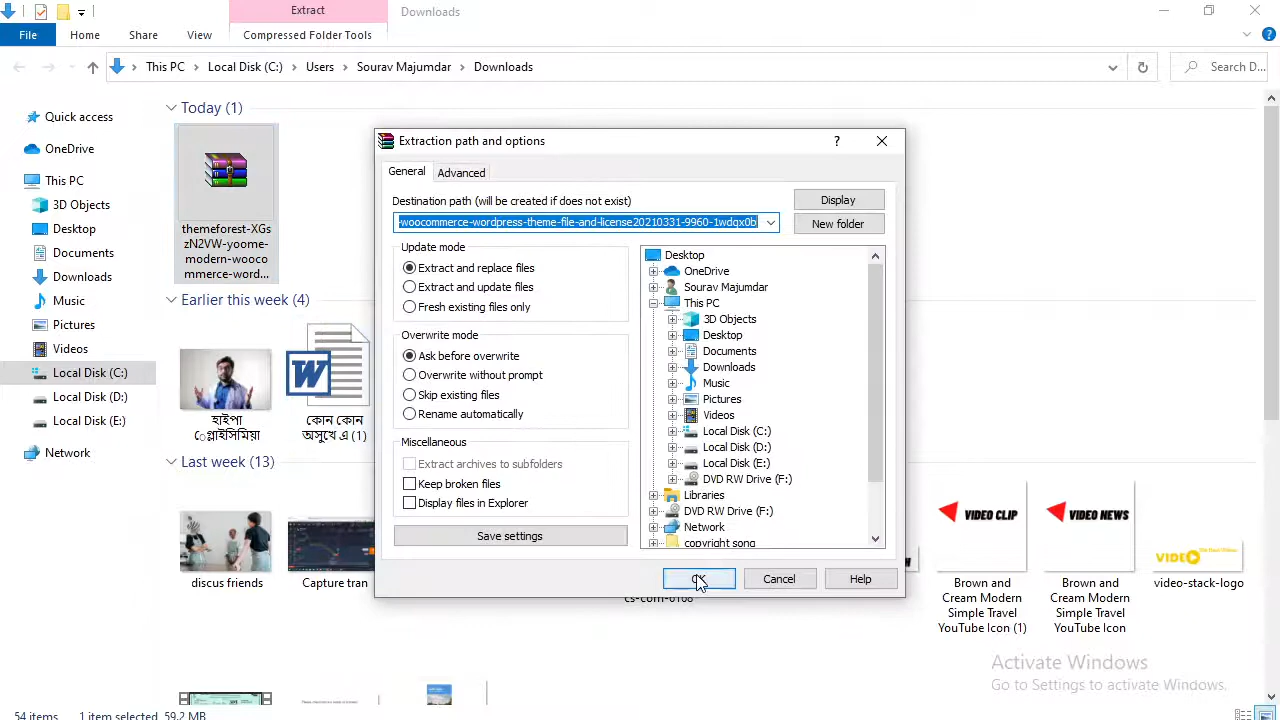 Extract
Downloads
File
Home
Share
View
Compressed Folder Tools
This PC
Local Disk (C:)
Users
Sourav Majumdar
Downloads
Search D...
Quick access
OneDrive
This PC
3D Objects
Desktop
Documents
Downloads
Music
Pictures
Videos
Local Disk (C:)
Local Disk (D:)
Local Disk (E:)
Network
Today (1)
themeforest-XGs
zN2VW-yoome-
modern-wooco
mmerce-word...
Earlier this week (4)
হাইপা
কোন কোন
অসুখে এ (1)
Last week (13)
discus friends
Capture tran
Brown and
Cream Modern
Simple Travel
YouTube Icon (1)
Brown and
Cream Modern
Simple Travel
YouTube Icon
video-stack-logo
VIDEO CLIP
VIDEO NEWS
VIDEO
Extraction path and options
?
General
Advanced
Destination path (will be created if does not exist)
-woocommerce-wordpress-theme-file-and-license20210331-9960-1wdqx0b
Display
New folder
Update mode
Extract and replace files
Extract and update files
Fresh existing files only
Overwrite mode
Ask before overwrite
Overwrite without prompt
Skip existing files
Rename automatically
Miscellaneous
Extract archives to subfolders
Keep broken files
Display files in Explorer
Save settings
Desktop
OneDrive
Sourav Majumdar
This PC
3D Objects
Desktop
Documents
Downloads
Music
Pictures
Videos
Local Disk (C:)
Local Disk (D:)
Local Disk (E:)
DVD RW Drive (F:)
Libraries
DVD RW Drive (F:)
Network
copyright song
Cancel
Help
Activate Windows
Go to Settings to activate Windows.
54 items
item selected 59.2 MB